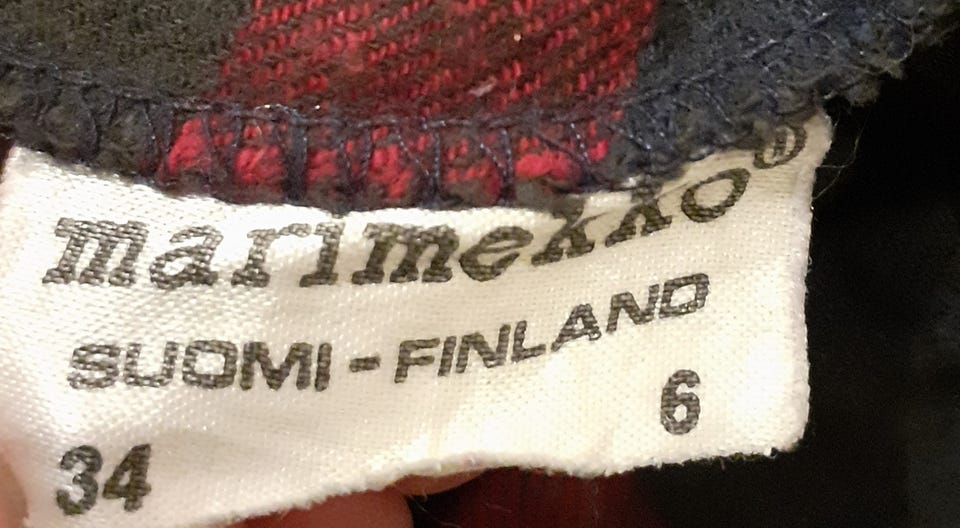 marimekko®
SUOMI - FINLAND
34 6